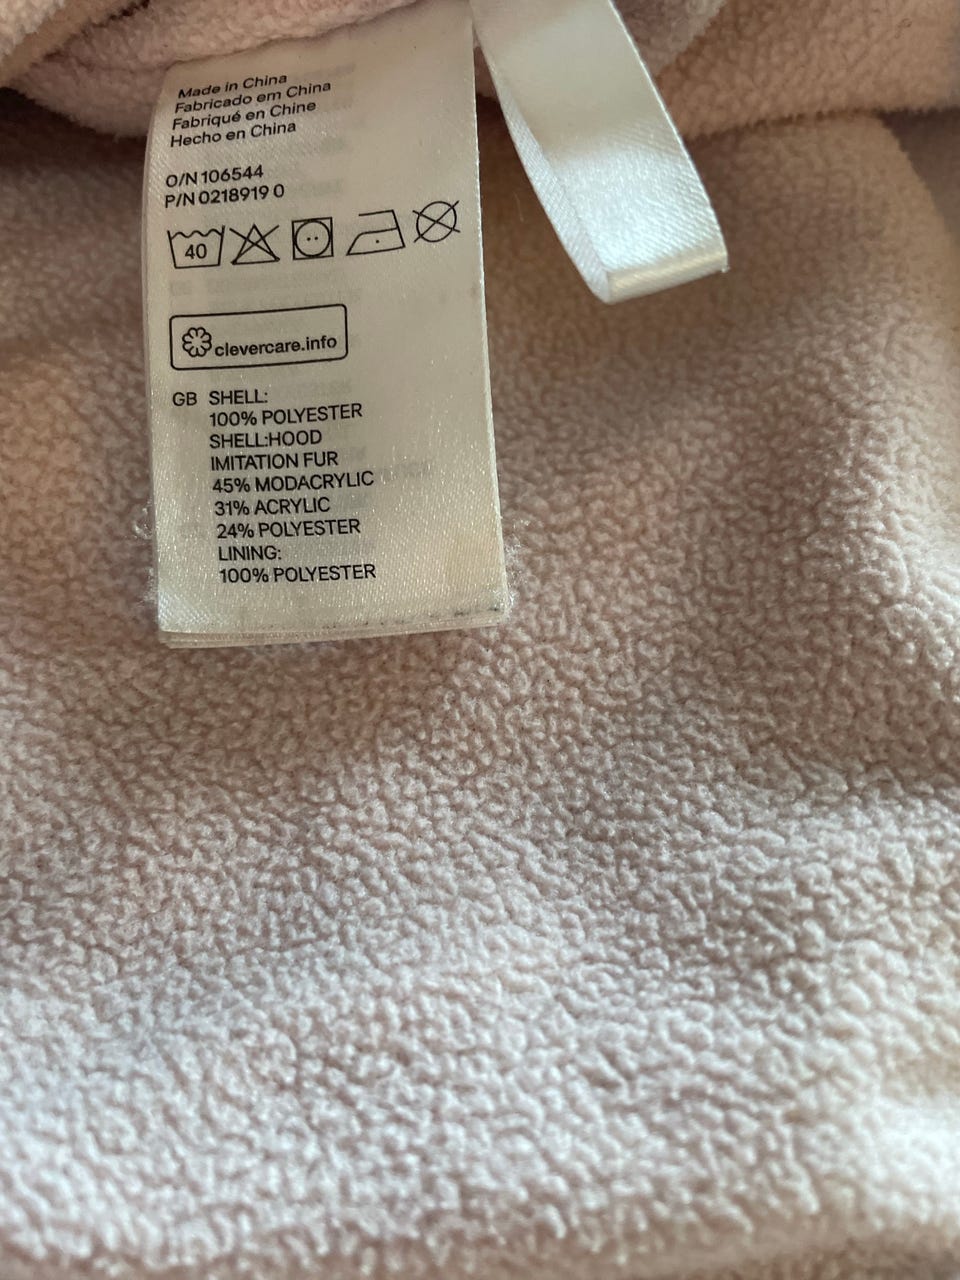 Made in China
Fabricado em China
Fabriqué en Chine
Hecho en China
O/N 106544
P/N 0218919 0
40
clevercare.info
GB SHELL:
100% POLYESTER
SHELL:HOOD
IMITATION FUR
45% MODACRYLIC
31% ACRYLIC
24% POLYESTER
LINING:
100% POLYESTER